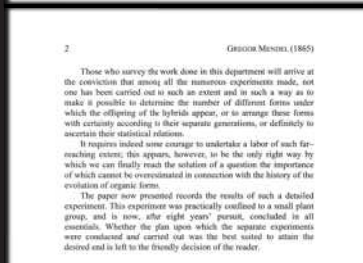 2 GREGOR MENDEL (1865)
Those who survey the work done in this department will arrive at
the conviction that among all the numerous experiments made, not
one has been carried out to such an extent and in such a way as to
make it possible to determine the number of different forms under
which the offspring of the hybrids appear, or to arrange these forms
with certainty according to their separate generations, or definitely to
ascertain their statistical relations.
It requires indeed some courage to undertake a labor of such far-
reaching extent; this appears, however, to be the only right way by
which we can finally reach the solution of a question the importance
of which cannot be overestimated in connection with the history of the
evolution of organic forms.
The paper now presented records the results of such a detailed
experiment. This experiment was practically confined to a small plant
group, and is now, after eight years' pursuit, concluded in all
essentials. Whether the plan upon which the separate experiments
were conducted and carried out was the best suited to attain the
desired end is left to the friendly decision of the reader.